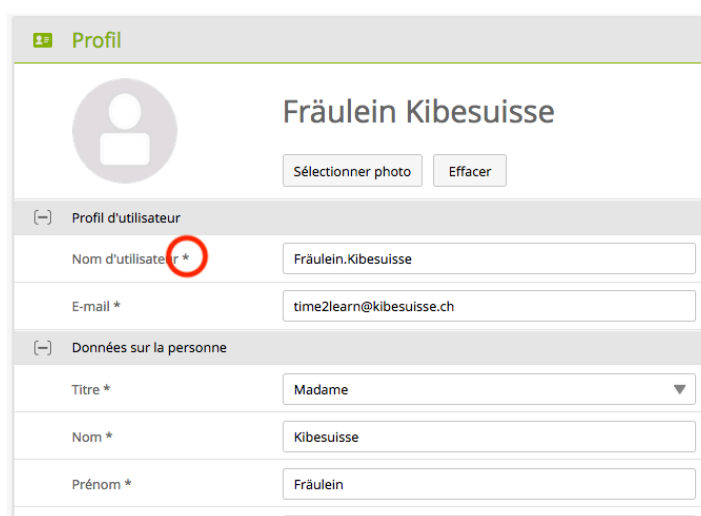 Profil
Fräulein Kibesuisse
Sélectionner photo Effacer
Profil d'utilisateur
Nom d'utilisateur * Fräulein.Kibesuisse
E-mail * time2learn@kibesuisse.ch
Données sur la personne
Titre * Madame
Nom * Kibesuisse
Prénom * Fräulein